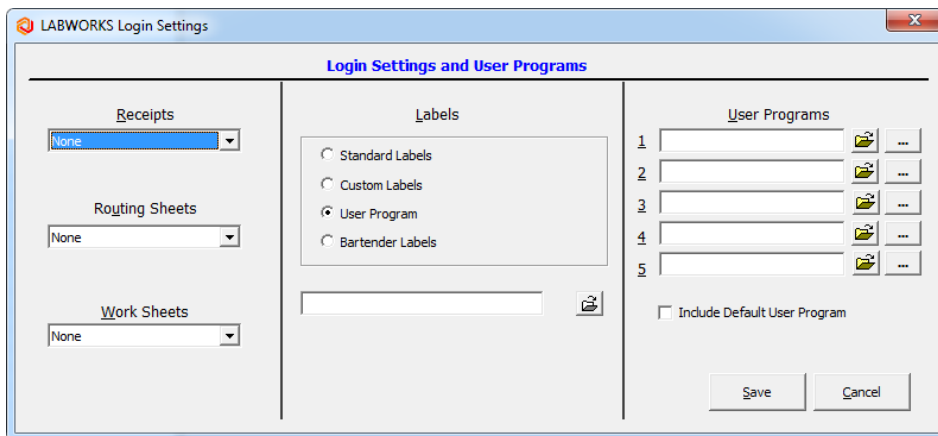 LABWORKS Login Settings
X
Login Settings and User Programs
Receipts
None
Routing Sheets
None
Work Sheets
None
Labels
Standard Labels
Custom Labels
User Program
Bartender Labels
User Programs
1 ...
2 ...
3 ...
4 ...
5 ...
Include Default User Program
Save Cancel